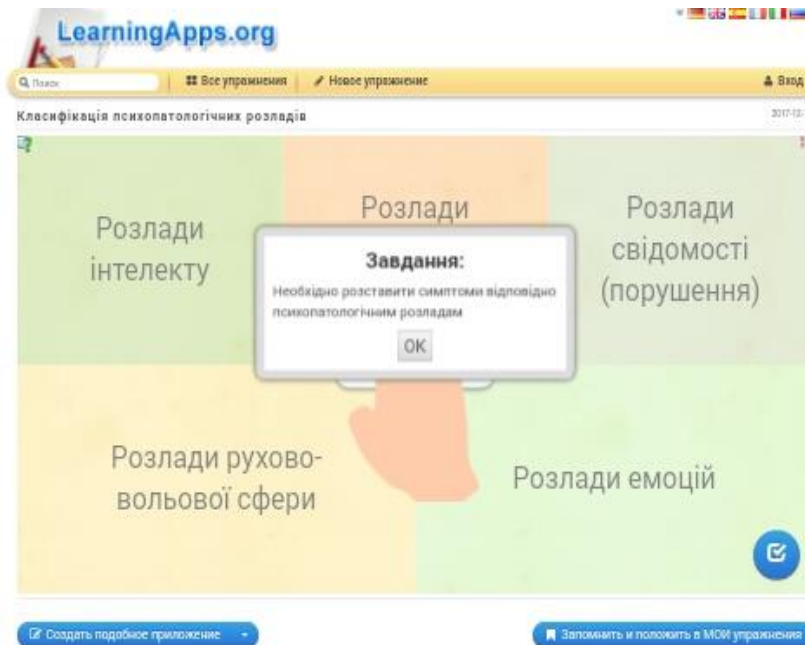 LearningApps.org
Поиск
Все упражнения
Новое упражнение
Вход
Класифікація психопатологічних розладів
Розлади
інтелекту
Розлади
Розлади
свідомості
(порушення)
Завдання:
Необхідно розставити симптоми відповідно
психопатологічним розладам
OK
Розлади рухово-
вольової сфери
Розлади емоцій
Создать подобное приложение
Запомнить и положить в МОИ упражнения